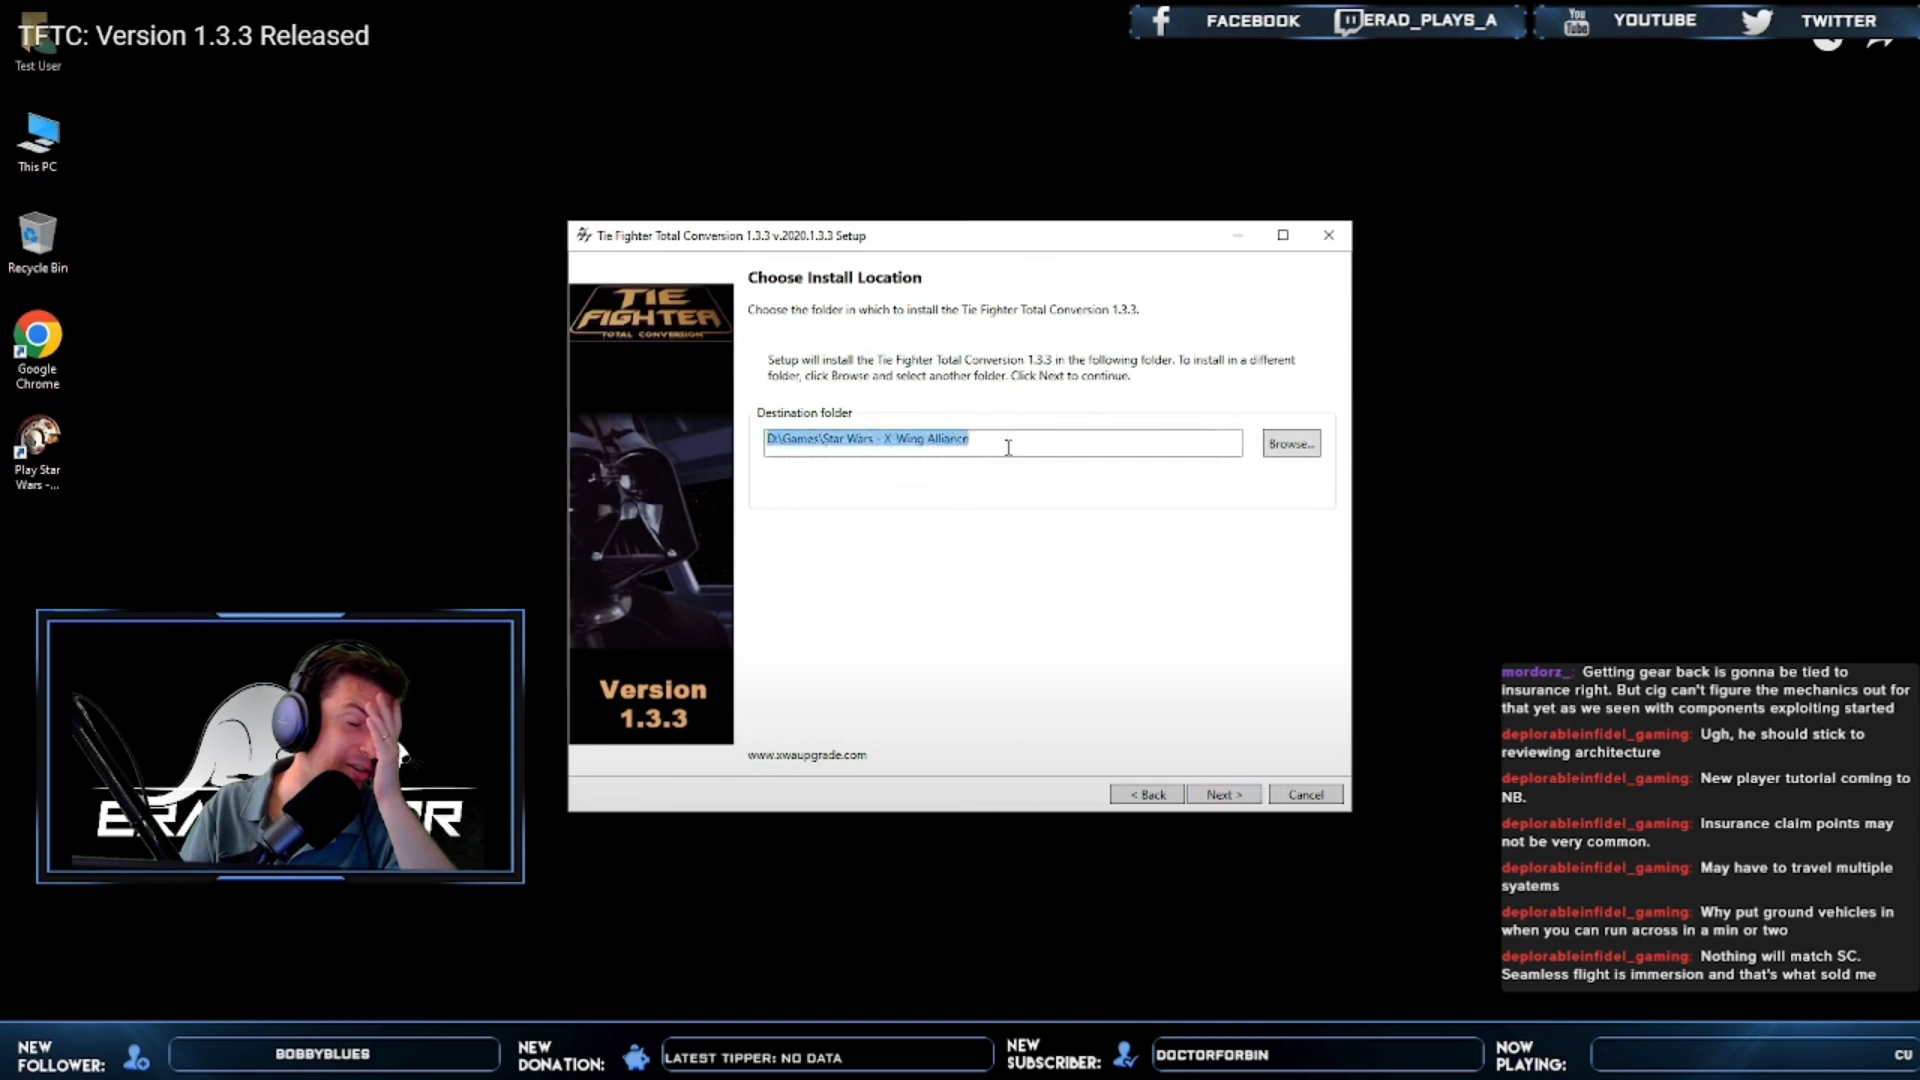 TFTC: Version 1.3.3 Released
FACEBOOK
ERAD_PLAYS_A
YOUTUBE
TWITTER
Test User
This PC
Recycle Bin
Google
Chrome
Play Star
Wars -...
Tie Fighter Total Conversion 1.3.3 v.2020.1.3.3 Setup
TIE
FIGHTER
TOTAL CONVERSION
Version
1.3.3
Choose Install Location
Choose the folder in which to install the Tie Fighter Total Conversion 1.3.3.
Setup will install the Tie Fighter Total Conversion 1.3.3 in the following folder. To install in a different
folder, click Browse and select another folder. Click Next to continue.
Destination folder
D:\Games\Star Wars - X Wing Alliance
Browse...
www.xwaupgrade.com
< Back
Next >
Cancel
mordorz_: Getting gear back is gonna be tied to
insurance right. But cig can't figure the mechanics out for
that yet as we seen with components exploiting started
deplorableinfidel_gaming: Ugh, he should stick to
reviewing architecture
deplorableinfidel_gaming: New player tutorial coming to
NB.
deplorableinfidel_gaming: Insurance claim points may
not be very common.
deplorableinfidel_gaming: May have to travel multiple
syatems
deplorableinfidel_gaming: Why put ground vehicles in
when you can run across in a min or two
deplorableinfidel_gaming: Nothing will match SC.
Seamless flight is immersion and that's what sold me
NEW
FOLLOWER:
BOBBYBLUES
NEW
DONATION:
LATEST TIPPER: NO DATA
NEW
SUBSCRIBER:
DOCTORFORBIN
NOW
PLAYING:
CU